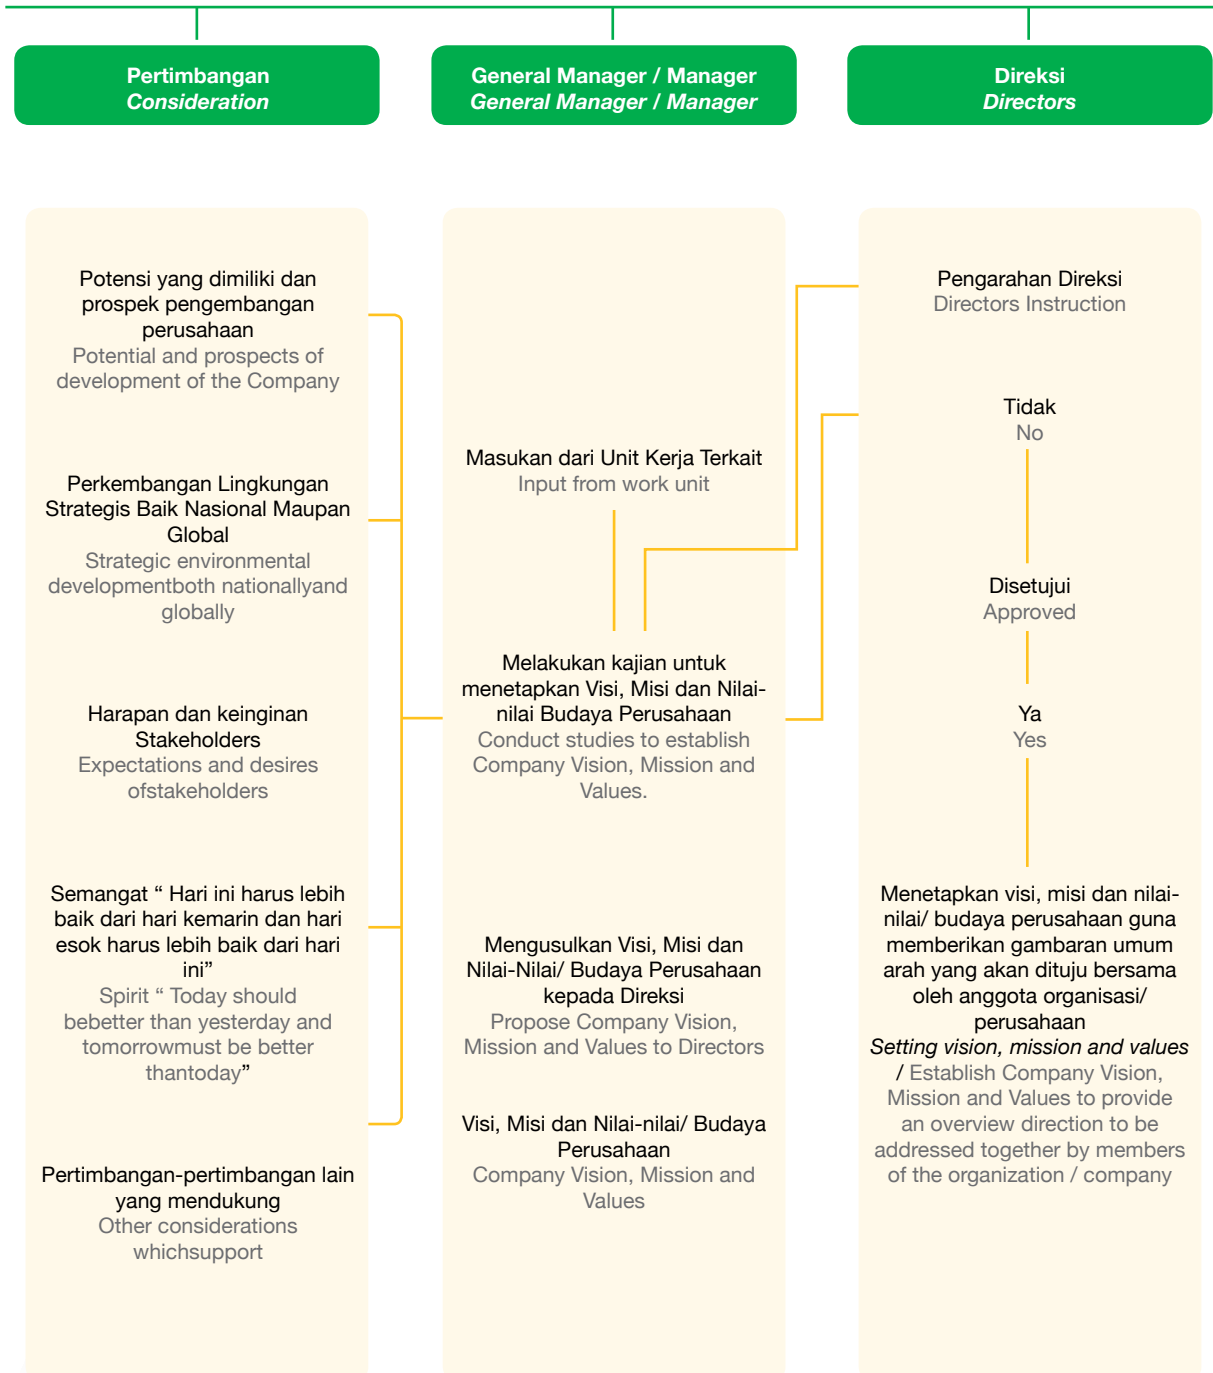 Pertimbangan
Consideration
General Manager / Manager
General Manager / Manager
Direksi
Directors
Potensi yang dimiliki dan
prospek pengembangan
perusahaan
Potential and prospects of
development of the Company
Perkembangan Lingkungan
Strategis Baik Nasional Maupan
Global
Strategic environmental
developmentboth nationallyand
globally
Harapan dan keinginan
Stakeholders
Expectations and desires
ofstakeholders
Semangat “ Hari ini harus lebih
baik dari hari kemarin dan hari
esok harus lebih baik dari hari
ini”
Spirit “ Today should
bebetter than yesterday and
tomorrowmust be better
thantoday”
Pertimbangan-pertimbangan lain
yang mendukung
Other considerations
whichsupport
Masukan dari Unit Kerja Terkait
Input from work unit
Melakukan kajian untuk
menetapkan Visi, Misi dan Nilai-
nilai Budaya Perusahaan
Conduct studies to establish
Company Vision, Mission and
Values.
Mengusulkan Visi, Misi dan
Nilai-Nilai/ Budaya Perusahaan
kepada Direksi
Propose Company Vision,
Mission and Values to Directors
Visi, Misi dan Nilai-nilai/ Budaya
Perusahaan
Company Vision, Mission and
Values
Pengarahan Direksi
Directors Instruction
Tidak
No
Disetujui
Approved
Ya
Yes
Menetapkan visi, misi dan nilai-
nilai/ budaya perusahaan guna
memberikan gambaran umum
arah yang akan dituju bersama
oleh anggota organisasi/
perusahaan
Setting vision, mission and values
/ Establish Company Vision,
Mission and Values to provide
an overview direction to be
addressed together by members
of the organization / company